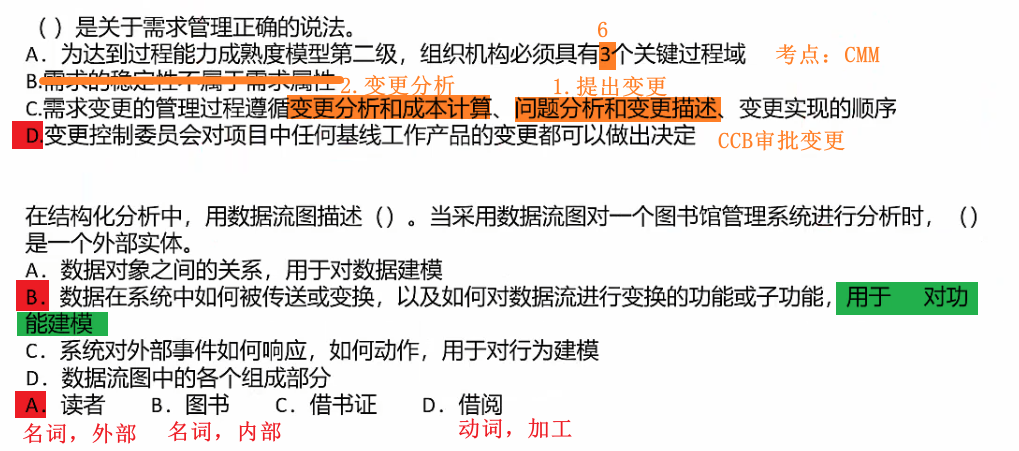 （ ）是关于需求管理正确的说法。
6
A．为达到过程能力成熟度模型第二级，组织机构必须具有3个关键过程域 考点：CMM
B.需求的稳定性不属于需求属性 2.变更分析 1.提出变更
C.需求变更的管理过程遵循变更分析和成本计算、问题分析和变更描述、变更实现的顺序
D.变更控制委员会对项目中任何基线工作产品的变更都可以做出决定 CCB审批变更
在结构化分析中，用数据流图描述（）。当采用数据流图对一个图书馆管理系统进行分析时，（）
是一个外部实体。
A．数据对象之间的关系，用于对数据建模
B．数据在系统中如何被传送或变换，以及如何对数据流进行变换的功能或子功能，用于 对功
能建模
C．系统对外部事件如何响应，如何动作，用于对行为建模
D．数据流图中的各个组成部分
A．读者 B．图书 C．借书证 D．借阅
名词，外部 名词，内部 动词，加工